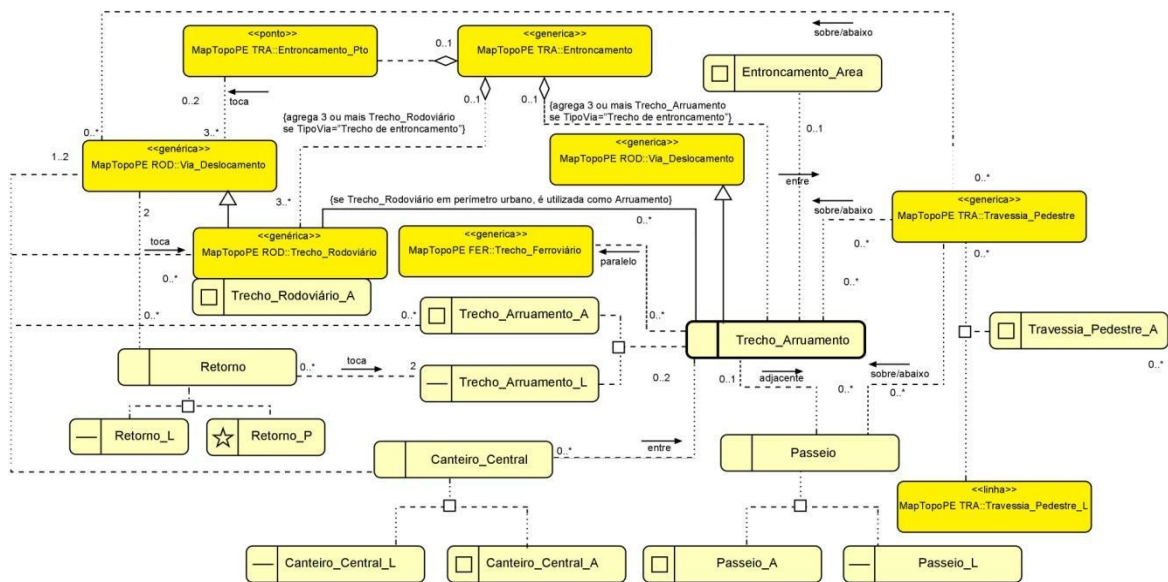 sobre/abaixo
<<ponto>>
MapTopoPE TRA::Entroncamento_Pto
0..1
<<generica>>
MapTopoPE TRA::Entroncamento
Entroncamento_Area
0..2
toca
0..1
0..1
{agrega 3 ou mais Trecho_Rodoviário
se TipoVia="Trecho de entroncamento"}
{agrega 3 ou mais Trecho_Arruamento
se TipoVia="Trecho de entroncamento"}
0..1
0..*
3..*
1..2
<<genérica>>
MapTopoPE ROD::Via_Deslocamento
<<generica>>
MapTopoPE ROD::Via_Deslocamento
entre
0..*
2
3..*
{se Trecho_Rodoviário em perímetro urbano, é utilizada como Arruamento}
sobre/abaixo
<<generica>>
MapTopoPE TRA::Travessia_Pedestre
0..*
toca
<<genérica>>
MapTopoPE ROD::Trecho_Rodoviário
<<generica>>
MapTopoPE FER::Trecho_Ferroviário
paralelo
0..*
0..*
0..*
0..*
Trecho_Rodoviário_A
0..*
0..*
0..*
Trecho_Arruamento_A
0..*
Trecho_Arruamento
Travessia_Pedestre_A
Retorno
0..*
toca
2
Trecho_Arruamento_L
0..2
0..1
adjacente
0..*
sobre/abaixo
0..*
0..*
Retorno_L
Retorno_P
Canteiro_Central
0..*
entre
Passeio
<<linha>>
MapTopoPE TRA::Travessia_Pedestre_L
Canteiro_Central_L
Canteiro_Central_A
Passeio_A
Passeio_L